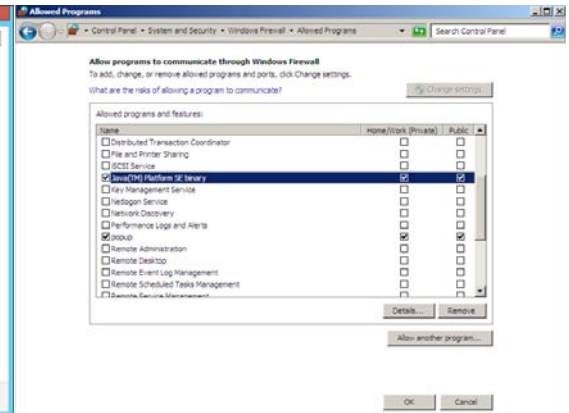 Allowed Programs
Control Panel • System and Security • Windows Firewall • Allowed Programs
Search Control Panel
Allow programs to communicate through Windows Firewall
To add, change, or remove allowed programs and ports, click Change settings.
What are the risks of allowing a program to communicate?
Change settings
Allowed programs and features:
Name Home/Work (Private) Public
Distributed Transaction Coordinator
File and Printer Sharing
iSCSI Service
Java(TM) Platform SE binary
Key Management Service
Netlogon Service
Network Discovery
Performance Logs and Alerts
popup
Remote Administration
Remote Desktop
Remote Event Log Management
Remote Scheduled Tasks Management
Remote Service Management
Details... Remove
Allow another program...
OK Cancel